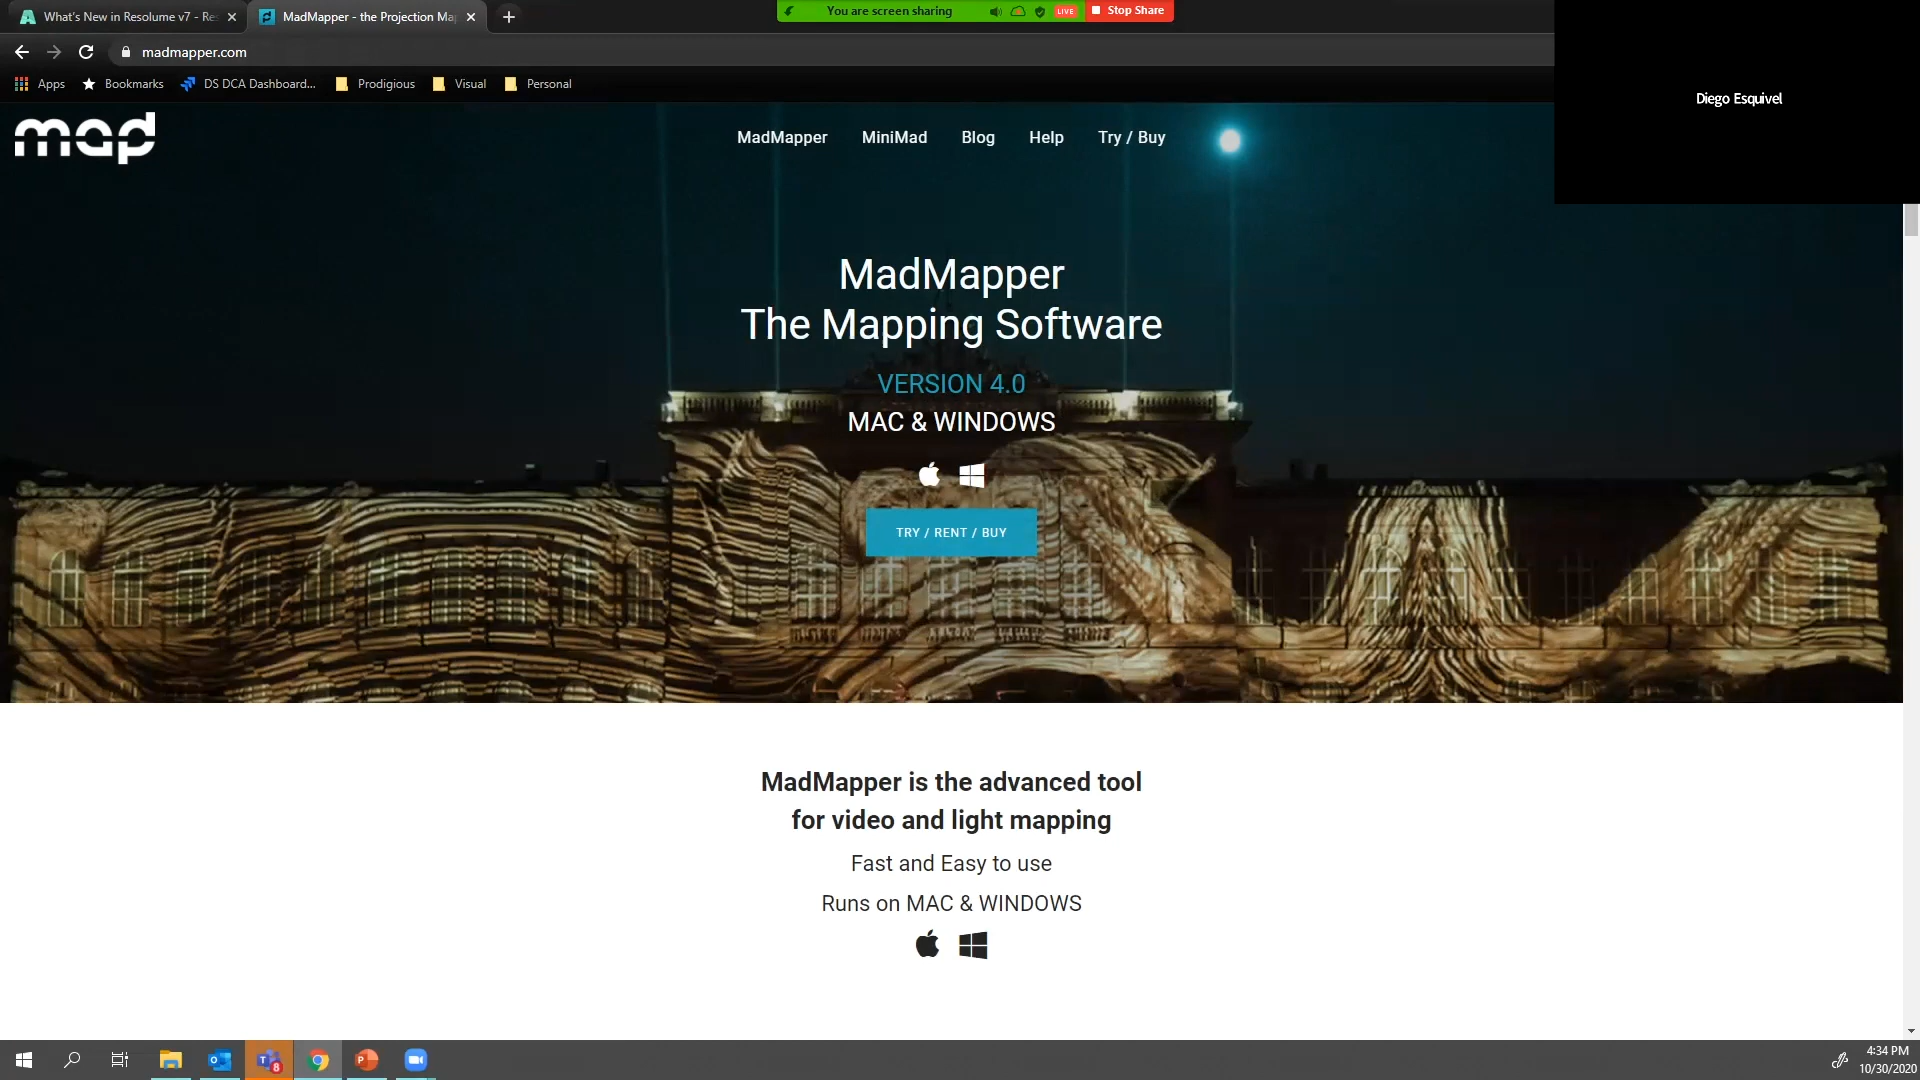 What's New in Resolume v7 - Re
MadMapper - the Projection Ma
You are screen sharing
LIVE
Stop Share
madmapper.com
Apps
Bookmarks
DS DCA Dashboard...
Prodigious
Visual
Personal
Diego Esquivel
mad
MadMapper
MiniMad
Blog
Help
Try / Buy
MadMapper
The Mapping Software
VERSION 4.0
MAC & WINDOWS
TRY / RENT / BUY
MadMapper is the advanced tool
for video and light mapping
Fast and Easy to use
Runs on MAC & WINDOWS
8
4:34 PM
10/30/2020